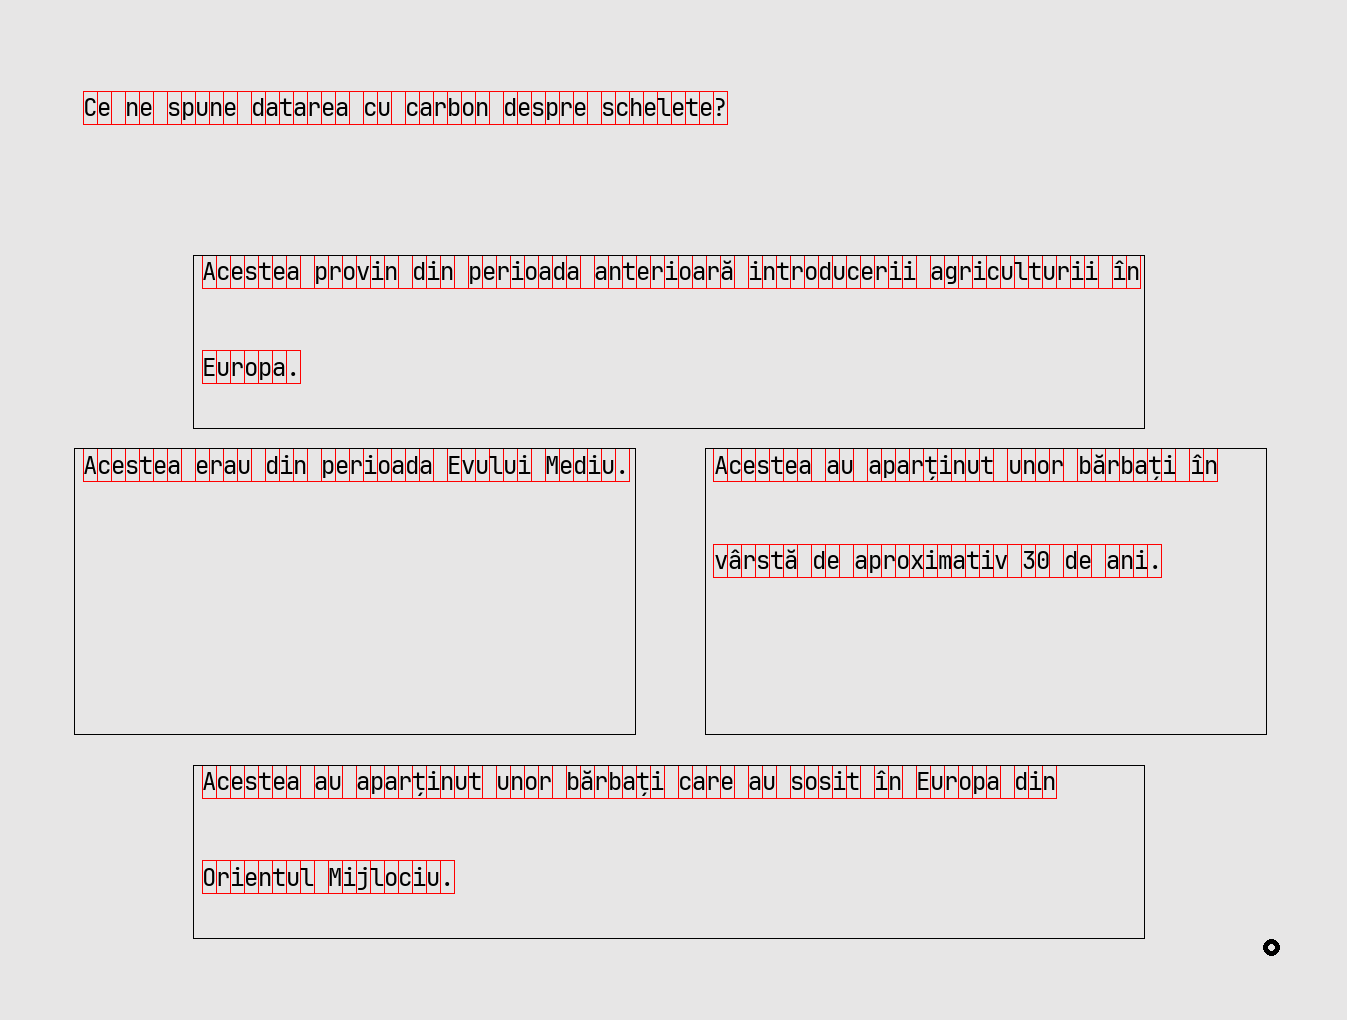 Ce ne spune datarea cu carbon despre schelete?
Acestea provin din perioada anterioară introducerii agriculturii în
Europa.
Acestea erau din perioada Evului Mediu.
Acestea au aparținut unor bărbați în
vârstă de aproximativ 30 de ani.
Acestea au aparținut unor bărbați care au sosit în Europa din
Orientul Mijlociu.